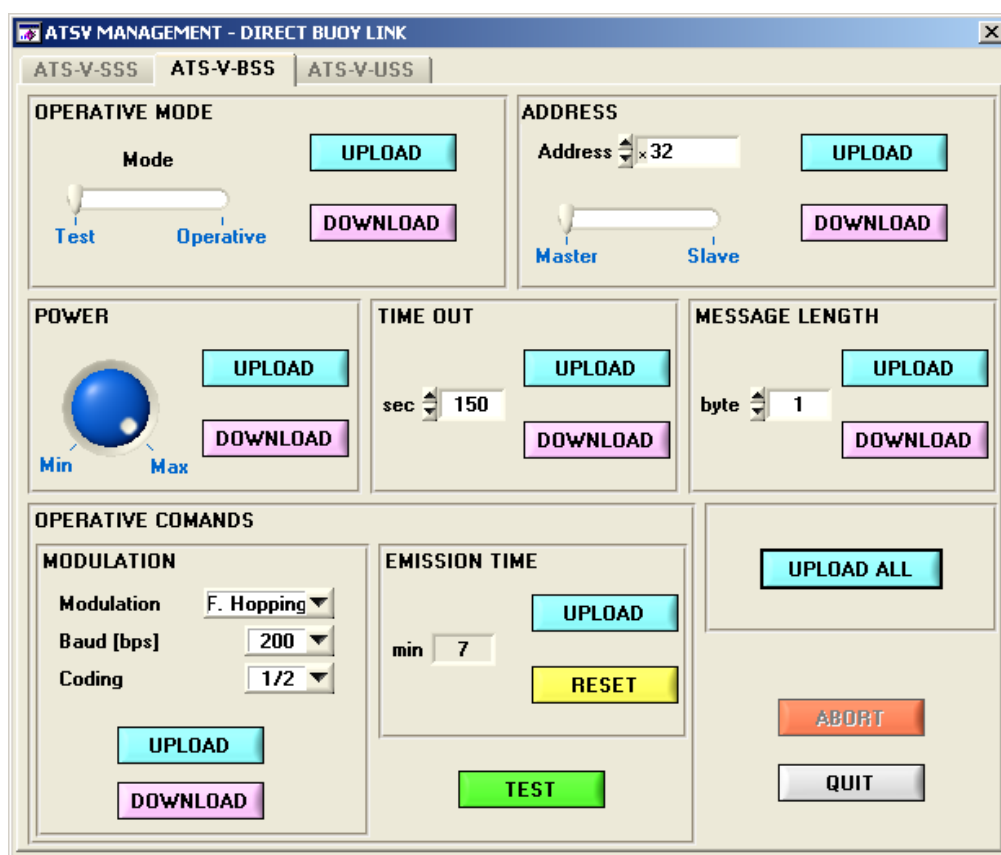 ATSV MANAGEMENT - DIRECT BUOY LINK
ATS-V-SSS ATS-V-BSS ATS-V-USS
OPERATIVE MODE
Mode
UPLOAD
Test Operative
DOWNLOAD
ADDRESS
Address x 32
UPLOAD
Master Slave
DOWNLOAD
POWER
UPLOAD
DOWNLOAD
Min Max
TIME OUT
UPLOAD
sec 150
DOWNLOAD
MESSAGE LENGTH
UPLOAD
byte 1
DOWNLOAD
OPERATIVE COMANDS
MODULATION
Modulation F. Hopping
Baud [bps] 200
Coding 1/2
UPLOAD
DOWNLOAD
EMISSION TIME
UPLOAD
min 7
RESET
TEST
UPLOAD ALL
ABORT
QUIT